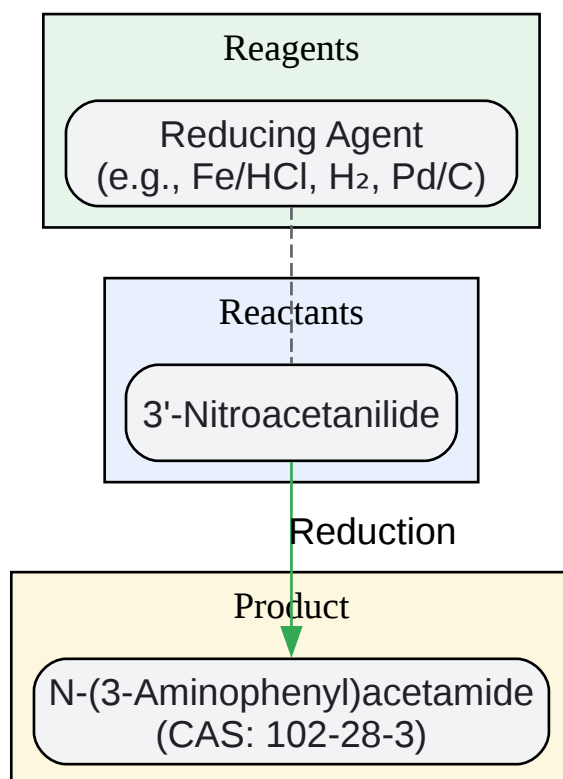 Reagents
Reducing Agent
(e.g., Fe/HCl, H₂, Pd/C)
Reactants
3'-Nitroacetanilide
Reduction
Product
N-(3-Aminophenyl)acetamide
(CAS: 102-28-3)